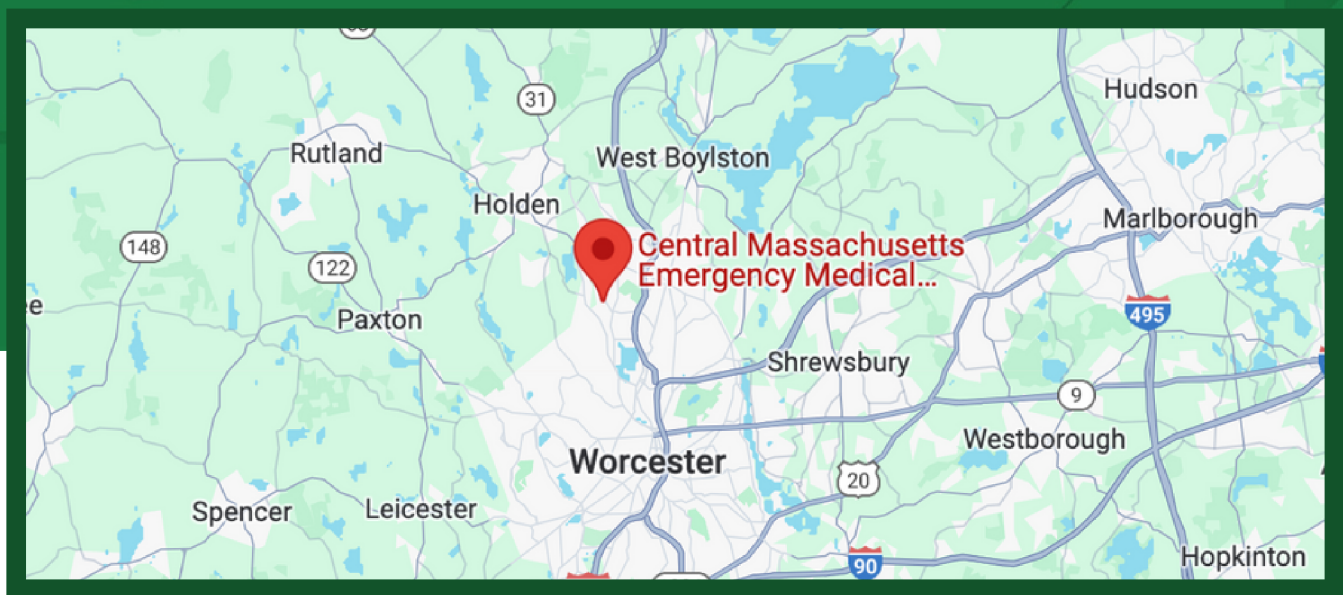 Hudson
31
Rutland
West Boylston
Holden
Marlborough
148
Central Massachusetts
Emergency Medical...
122
495
Paxton
Shrewsbury
9
Westborough
Worcester
20
Spencer
Leicester
Hopkinton
90